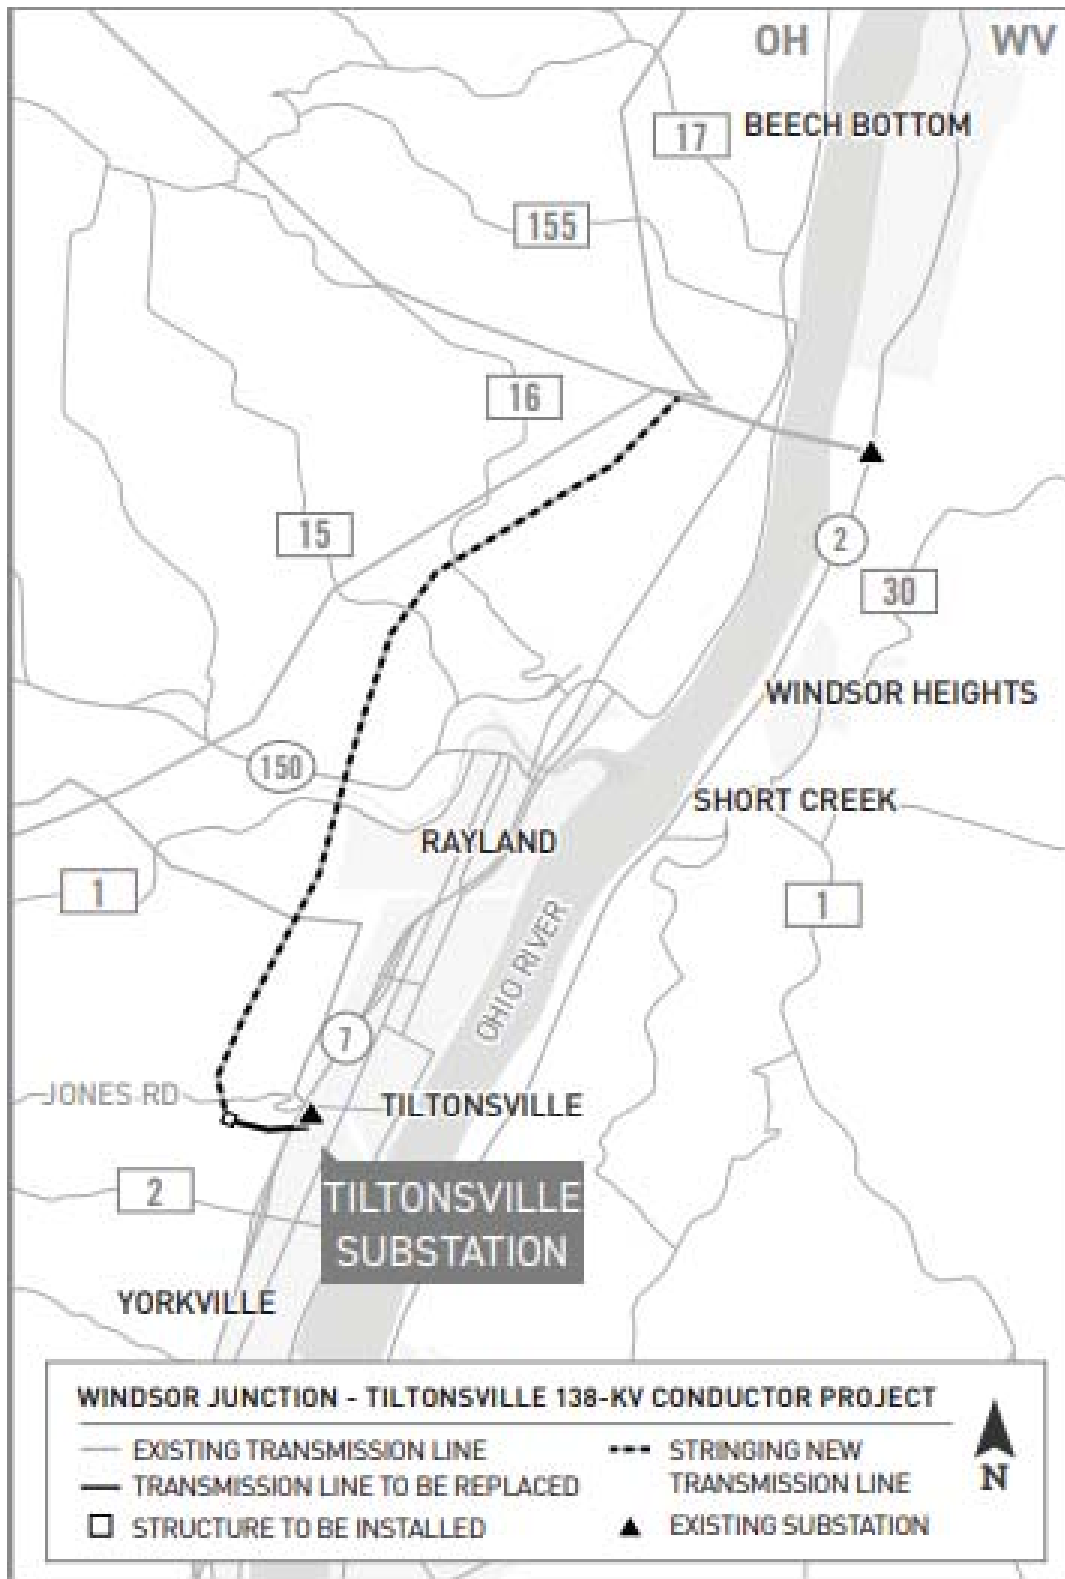 OH WV
BEECH BOTTOM
17
155
16
15
2
30
WINDSOR HEIGHTS
150
SHORT CREEK
RAYLAND
1
1
OHIO RIVER
7
JONES RD
TILTONSVILLE
2
TILTONSVILLE
SUBSTATION
YORKVILLE
WINDSOR JUNCTION - TILTONSVILLE 138-KV CONDUCTOR PROJECT
EXISTING TRANSMISSION LINE
TRANSMISSION LINE TO BE REPLACED
STRUCTURE TO BE INSTALLED
STRINGING NEW
TRANSMISSION LINE
EXISTING SUBSTATION
N